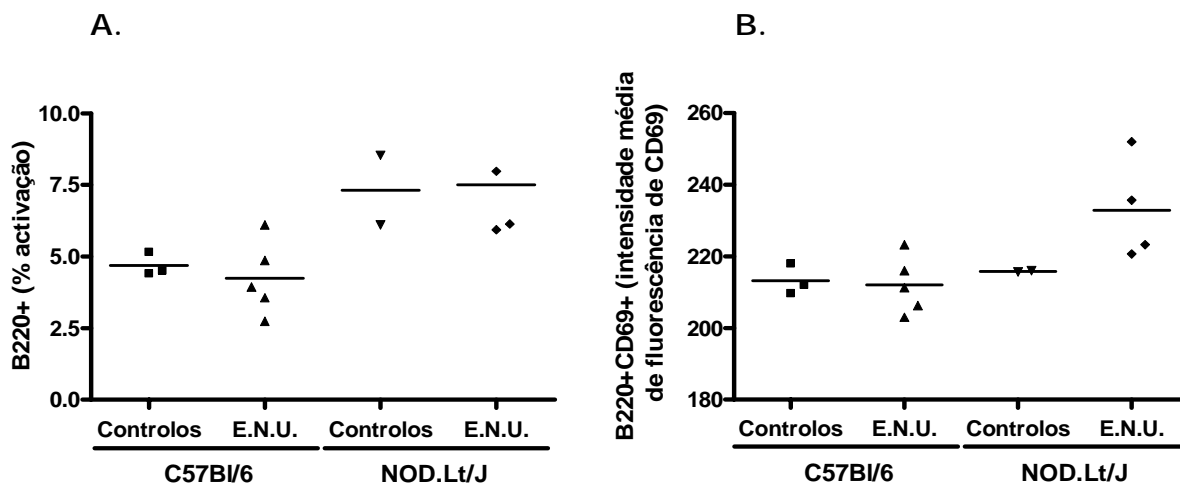 A.
B220+ (% activação)
10.0
7.5
5.0
2.5
0.0
Controlos
E.N.U.
Controlos
E.N.U.
C57Bl/6
NOD.Lt/J
B.
B220+CD69+ (intensidade média
de fluorescência de CD69)
260
240
220
200
180
Controlos
E.N.U.
Controlos
E.N.U.
C57Bl/6
NOD.Lt/J